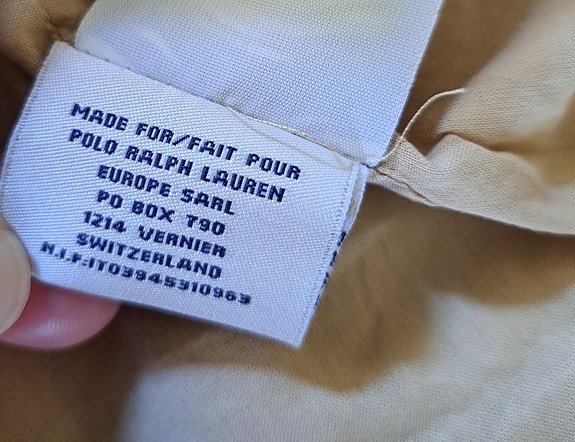 MADE FOR/FAIT POUR
POLO RALPH LAUREN
EUROPE SARL
PO BOX T90
1214 VERNIER
SWITZERLAND
N.I.F:IT03945310963